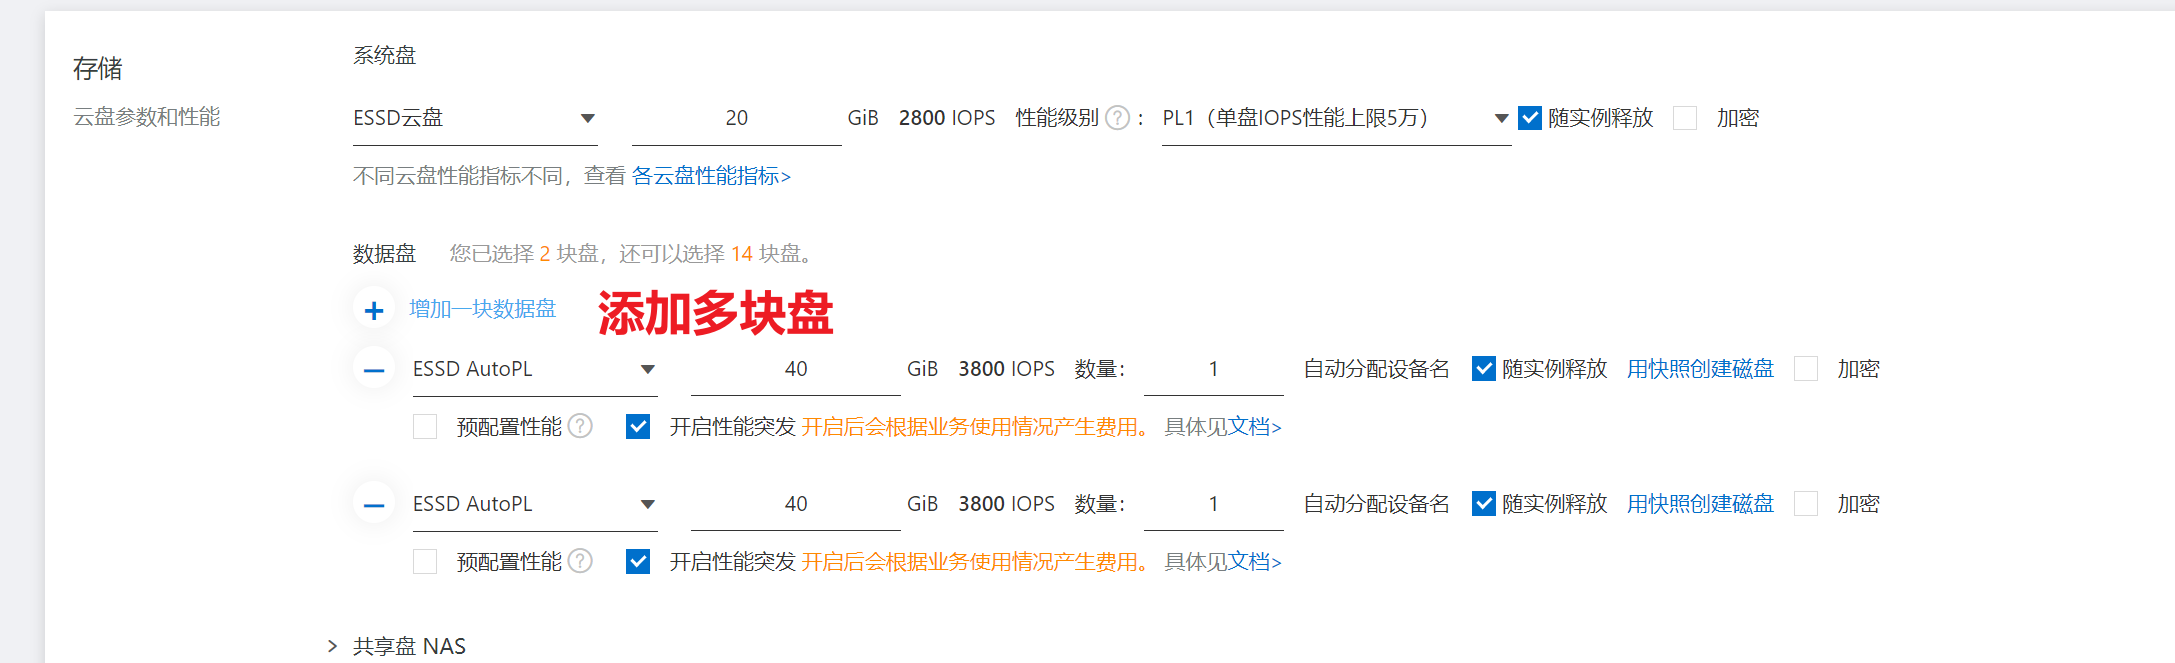 存储
云盘参数和性能
系统盘
ESSD云盘 20 GiB 2800 IOPS 性能级别 ? : PL1（单盘IOPS性能上限5万） 随实例释放 加密
不同云盘性能指标不同，查看 各云盘性能指标>
数据盘 您已选择 2 块盘，还可以选择 14 块盘。
+ 增加一块数据盘 添加多块盘
ESSD AutoPL 40 GiB 3800 IOPS 数量： 1 自动分配设备名 随实例释放 用快照创建磁盘 加密
预配置性能 ? 开启性能突发 开启后会根据业务使用情况产生费用。 具体见文档>
ESSD AutoPL 40 GiB 3800 IOPS 数量： 1 自动分配设备名 随实例释放 用快照创建磁盘 加密
预配置性能 ? 开启性能突发 开启后会根据业务使用情况产生费用。 具体见文档>
> 共享盘 NAS